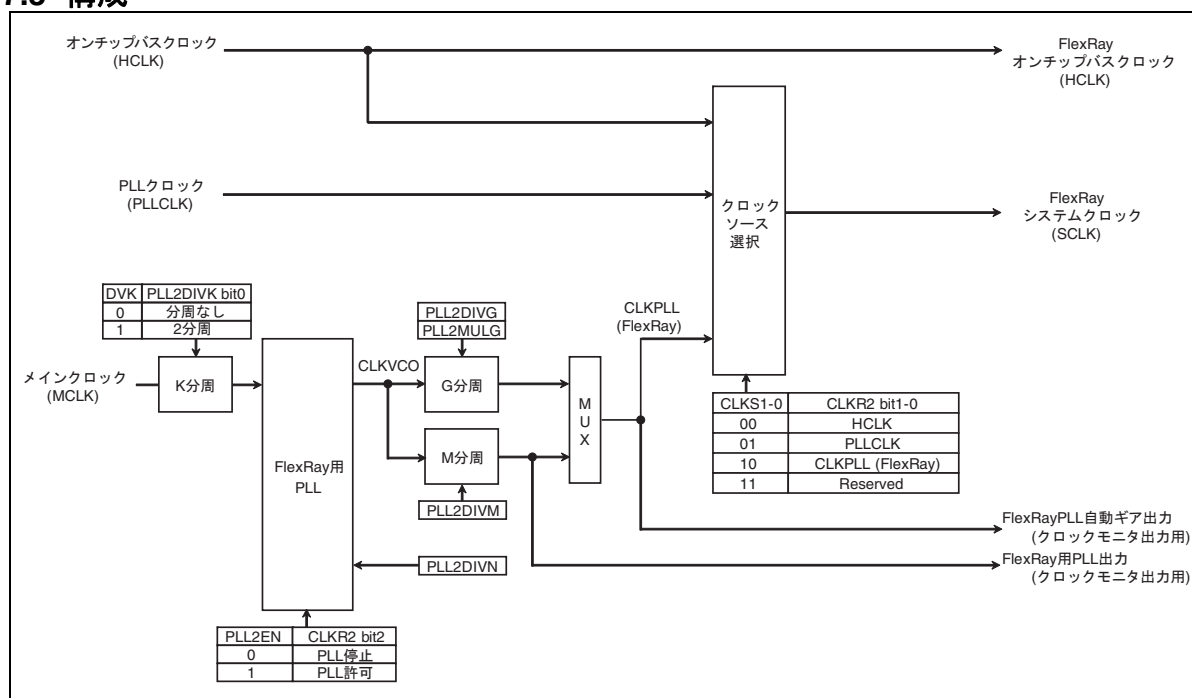 オンチップバスクロック
(HCLK)
FlexRay
オンチップバスクロック
(HCLK)
PLLクロック
(PLLCLK)
クロック
ソース
選択
FlexRay
システムクロック
(SCLK)
DVK PLL2DIVK bit0
0 分周なし
1 2分周
PLL2DIVG
PLL2MULG
CLKPLL
(FlexRay)
メインクロック
(MCLK)
K分周
CLKVCO
G分周
MUX
FlexRay用
PLL
M分周
PLL2DIVM
PLL2DIVN
CLKS1-0 CLKR2 bit1-0
00 HCLK
01 PLLCLK
10 CLKPLL (FlexRay)
11 Reserved
FlexRayPLL自動ギア出力
(クロックモニタ出力用)
FlexRay用PLL出力
(クロックモニタ出力用)
PLL2EN CLKR2 bit2
0 PLL停止
1 PLL許可